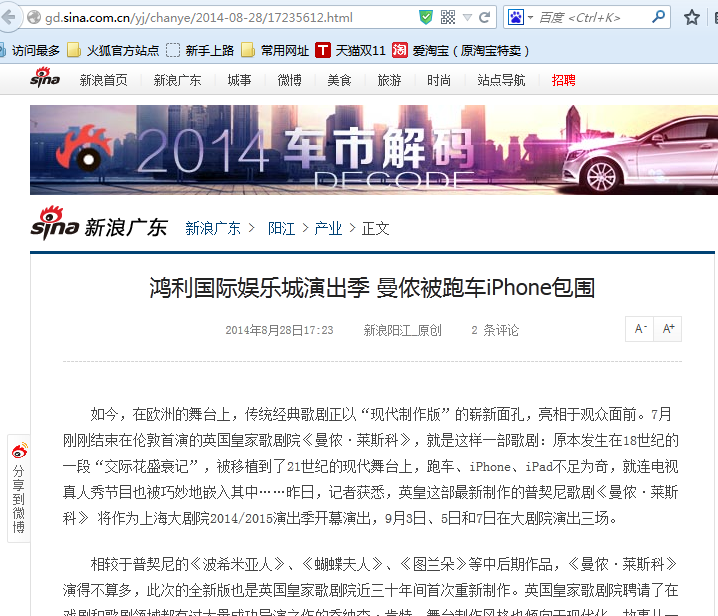 gd.sina.com.cn/yj/chanye/2014-08-28/17235612.html
百度 <Ctrl+K>
访问最多 火狐官方站点 新手上路 常用网址 天猫双11 爱淘宝（原淘宝特卖）
sina 新浪首页 新浪广东 城事 微博 美食 旅游 时尚 站点导航 招聘
2014 车市解码
DECODE
sina 新浪广东 新浪广东 > 阳江 > 产业 > 正文
鸿利国际娱乐城演出季 曼侬被跑车iPhone包围
2014年8月28日17:23 新浪阳江_原创 2 条评论 A- A+
如今，在欧洲的舞台上，传统经典歌剧正以“现代制作版”的崭新面孔，亮相于观众面前。7月
刚刚结束在伦敦首演的英国皇家歌剧院《曼侬·莱斯科》，就是这样一部歌剧：原本发生在18世纪的
一段“交际花盛衰记”，被移植到了21世纪的现代舞台上，跑车、iPhone、iPad不足为奇，就连电视
真人秀节目也被巧妙地嵌入其中……昨日，记者获悉，英皇这部最新制作的普契尼歌剧《曼侬·莱斯
科》 将作为上海大剧院2014/2015演出季开幕演出，9月3日、5日和7日在大剧院演出三场。
相较于普契尼的《波希米亚人》、《蝴蝶夫人》、《图兰朵》等中后期作品，《曼侬·莱斯科》
演得不算多，此次的全新版也是英国皇家歌剧院近三十年间首次重新制作。英国皇家歌剧院聘请了在
分享到微博